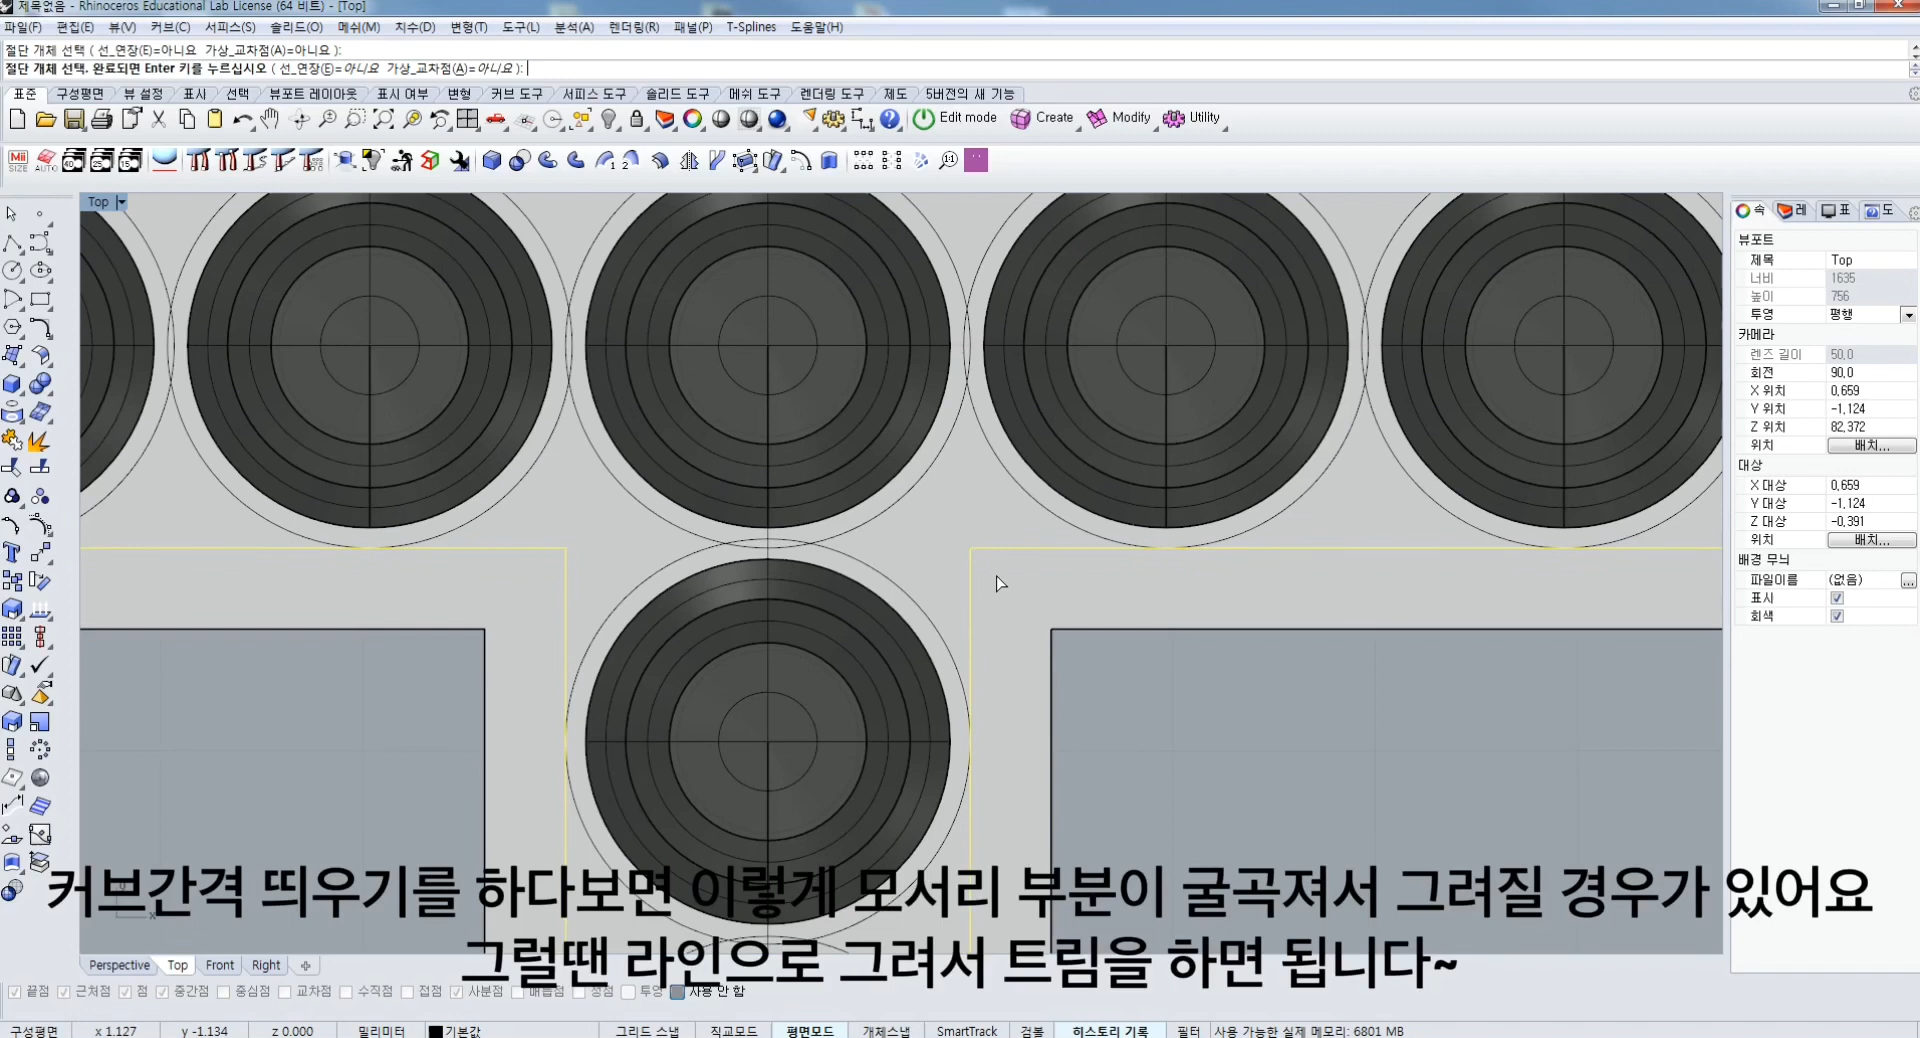 제목없음 - Rhinoceros Educational Lab License (64 비트) - [Top]
파일(F) 편집(E) 뷰(V) 커브(C) 서피스(S) 솔리드(O) 메쉬(M) 치수(D) 변형(T) 도구(L) 분석(A) 렌더링(R) 패널(P) T-Splines 도움말(H)
절단 개체 선택 ( 선_연장(E)=아니요 가상_교차점(A)=아니요 ):
절단 개체 선택. 완료되면 Enter 키를 누르십시오 ( 선_연장(E)=아니요 가상_교차점(A)=아니요 ):
표준 구성평면 뷰 설정 표시 선택 뷰포트 레이아웃 표시 여부 변형 커브 도구 서피스 도구 솔리드 도구 메쉬 도구 렌더링 도구 제도 5버전의 새 기능
Edit mode Create Modify Utility
Mii SIZE AUTO 40 25 15
Top
속 레 표 도
뷰포트
제목 Top
너비 1635
높이 756
투영 평행
카메라
렌즈 길이 50.0
회전 90.0
X 위치 0.659
Y 위치 -1.124
Z 위치 82.372
위치 배치...
대상
X 대상 0.659
Y 대상 -1.124
Z 대상 -0.391
위치 배치...
배경 무늬
파일이름 (없음) ...
표시
회색
커브간격 띄우기를 하다보면 이렇게 모서리 부분이 굴곡져서 그려질 경우가 있어요
그럴땐 라인으로 그려서 트림을 하면 됩니다~
Perspective Top Front Right
끝점 근처점 점 중간점 중심점 교차점 수직점 접점 사분점 매듭점 정점 투영 사용 안 함
구성평면 x 1.127 y -1.134 z 0.000 밀리미터 기본값 그리드 스냅 직교모드 평면모드 개체스냅 SmartTrack 검볼 히스토리 기록 필터 사용 가능한 실제 메모리: 6801 MB